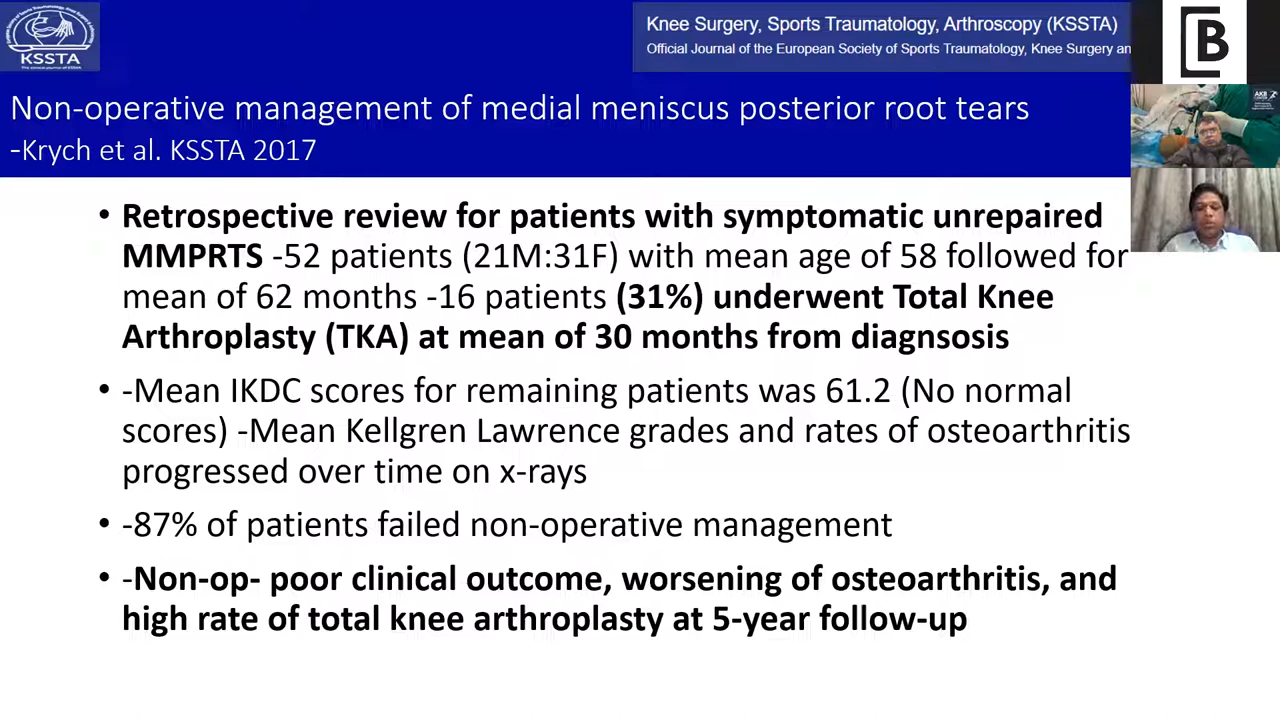 KSSTA
Knee Surgery, Sports Traumatology, Arthroscopy (KSSTA)
Official Journal of the European Society of Sports Traumatology, Knee Surgery an
B
AKB
Non-operative management of medial meniscus posterior root tears
-Krych et al. KSSTA 2017
• Retrospective review for patients with symptomatic unrepaired
MMPRTS -52 patients (21M:31F) with mean age of 58 followed for
mean of 62 months -16 patients (31%) underwent Total Knee
Arthroplasty (TKA) at mean of 30 months from diagnsosis
• -Mean IKDC scores for remaining patients was 61.2 (No normal
scores) -Mean Kellgren Lawrence grades and rates of osteoarthritis
progressed over time on x-rays
• -87% of patients failed non-operative management
• -Non-op- poor clinical outcome, worsening of osteoarthritis, and
high rate of total knee arthroplasty at 5-year follow-up